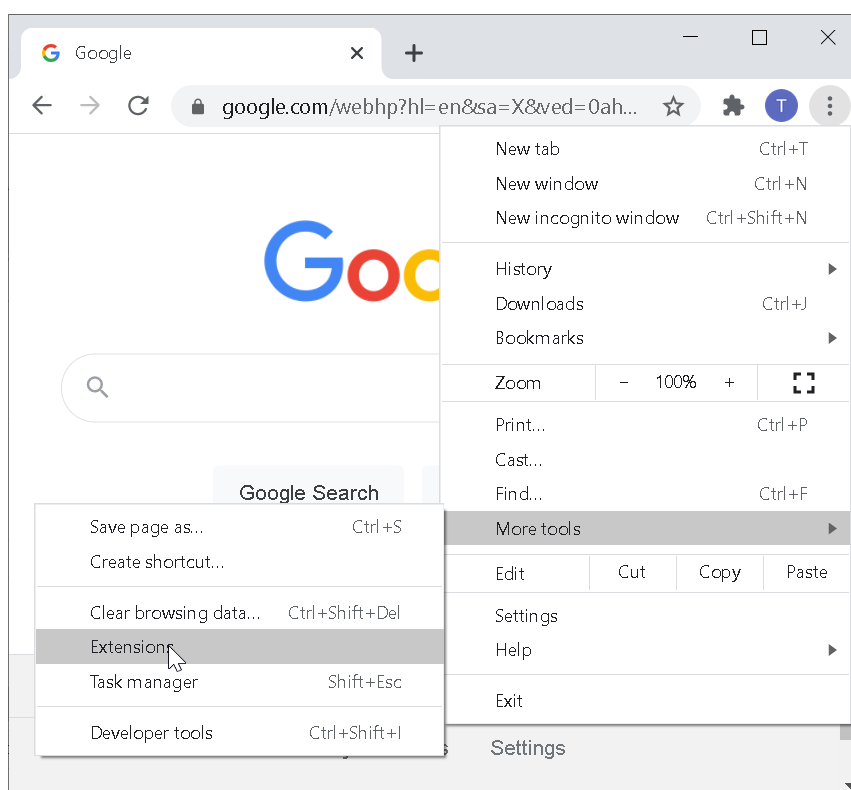 Google
google.com/webhp?hl=en&sa=X&ved=0ah...
T
New tab Ctrl+T
New window Ctrl+N
New incognito window Ctrl+Shift+N
History
Downloads Ctrl+J
Bookmarks
Zoom - 100% +
Print... Ctrl+P
Cast...
Find... Ctrl+F
More tools
Edit Cut Copy Paste
Settings
Help
Exit
Goo
Google Search
Save page as... Ctrl+S
Create shortcut...
Clear browsing data... Ctrl+Shift+Del
Extensions
Task manager Shift+Esc
Developer tools Ctrl+Shift+I
Settings